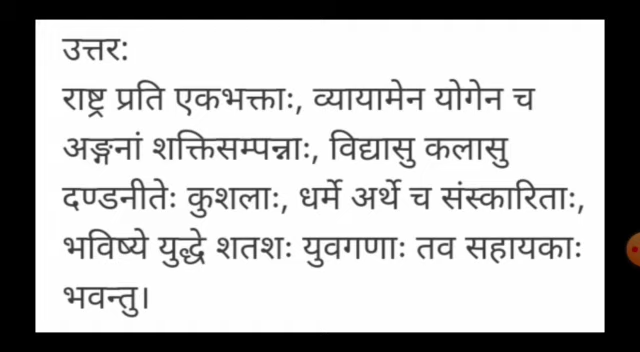 उत्तर:
राष्ट्र प्रति एकभक्ताः, व्यायामेन योगेन च
अङ्गनां शक्तिसम्पन्नाः, विद्यासु कलासु
दण्डनीतेः कुशलाः, धर्मे अर्थे च संस्कारिताः,
भविष्ये युद्धे शतशः युवगणाः तव सहायकाः
भवन्तु।